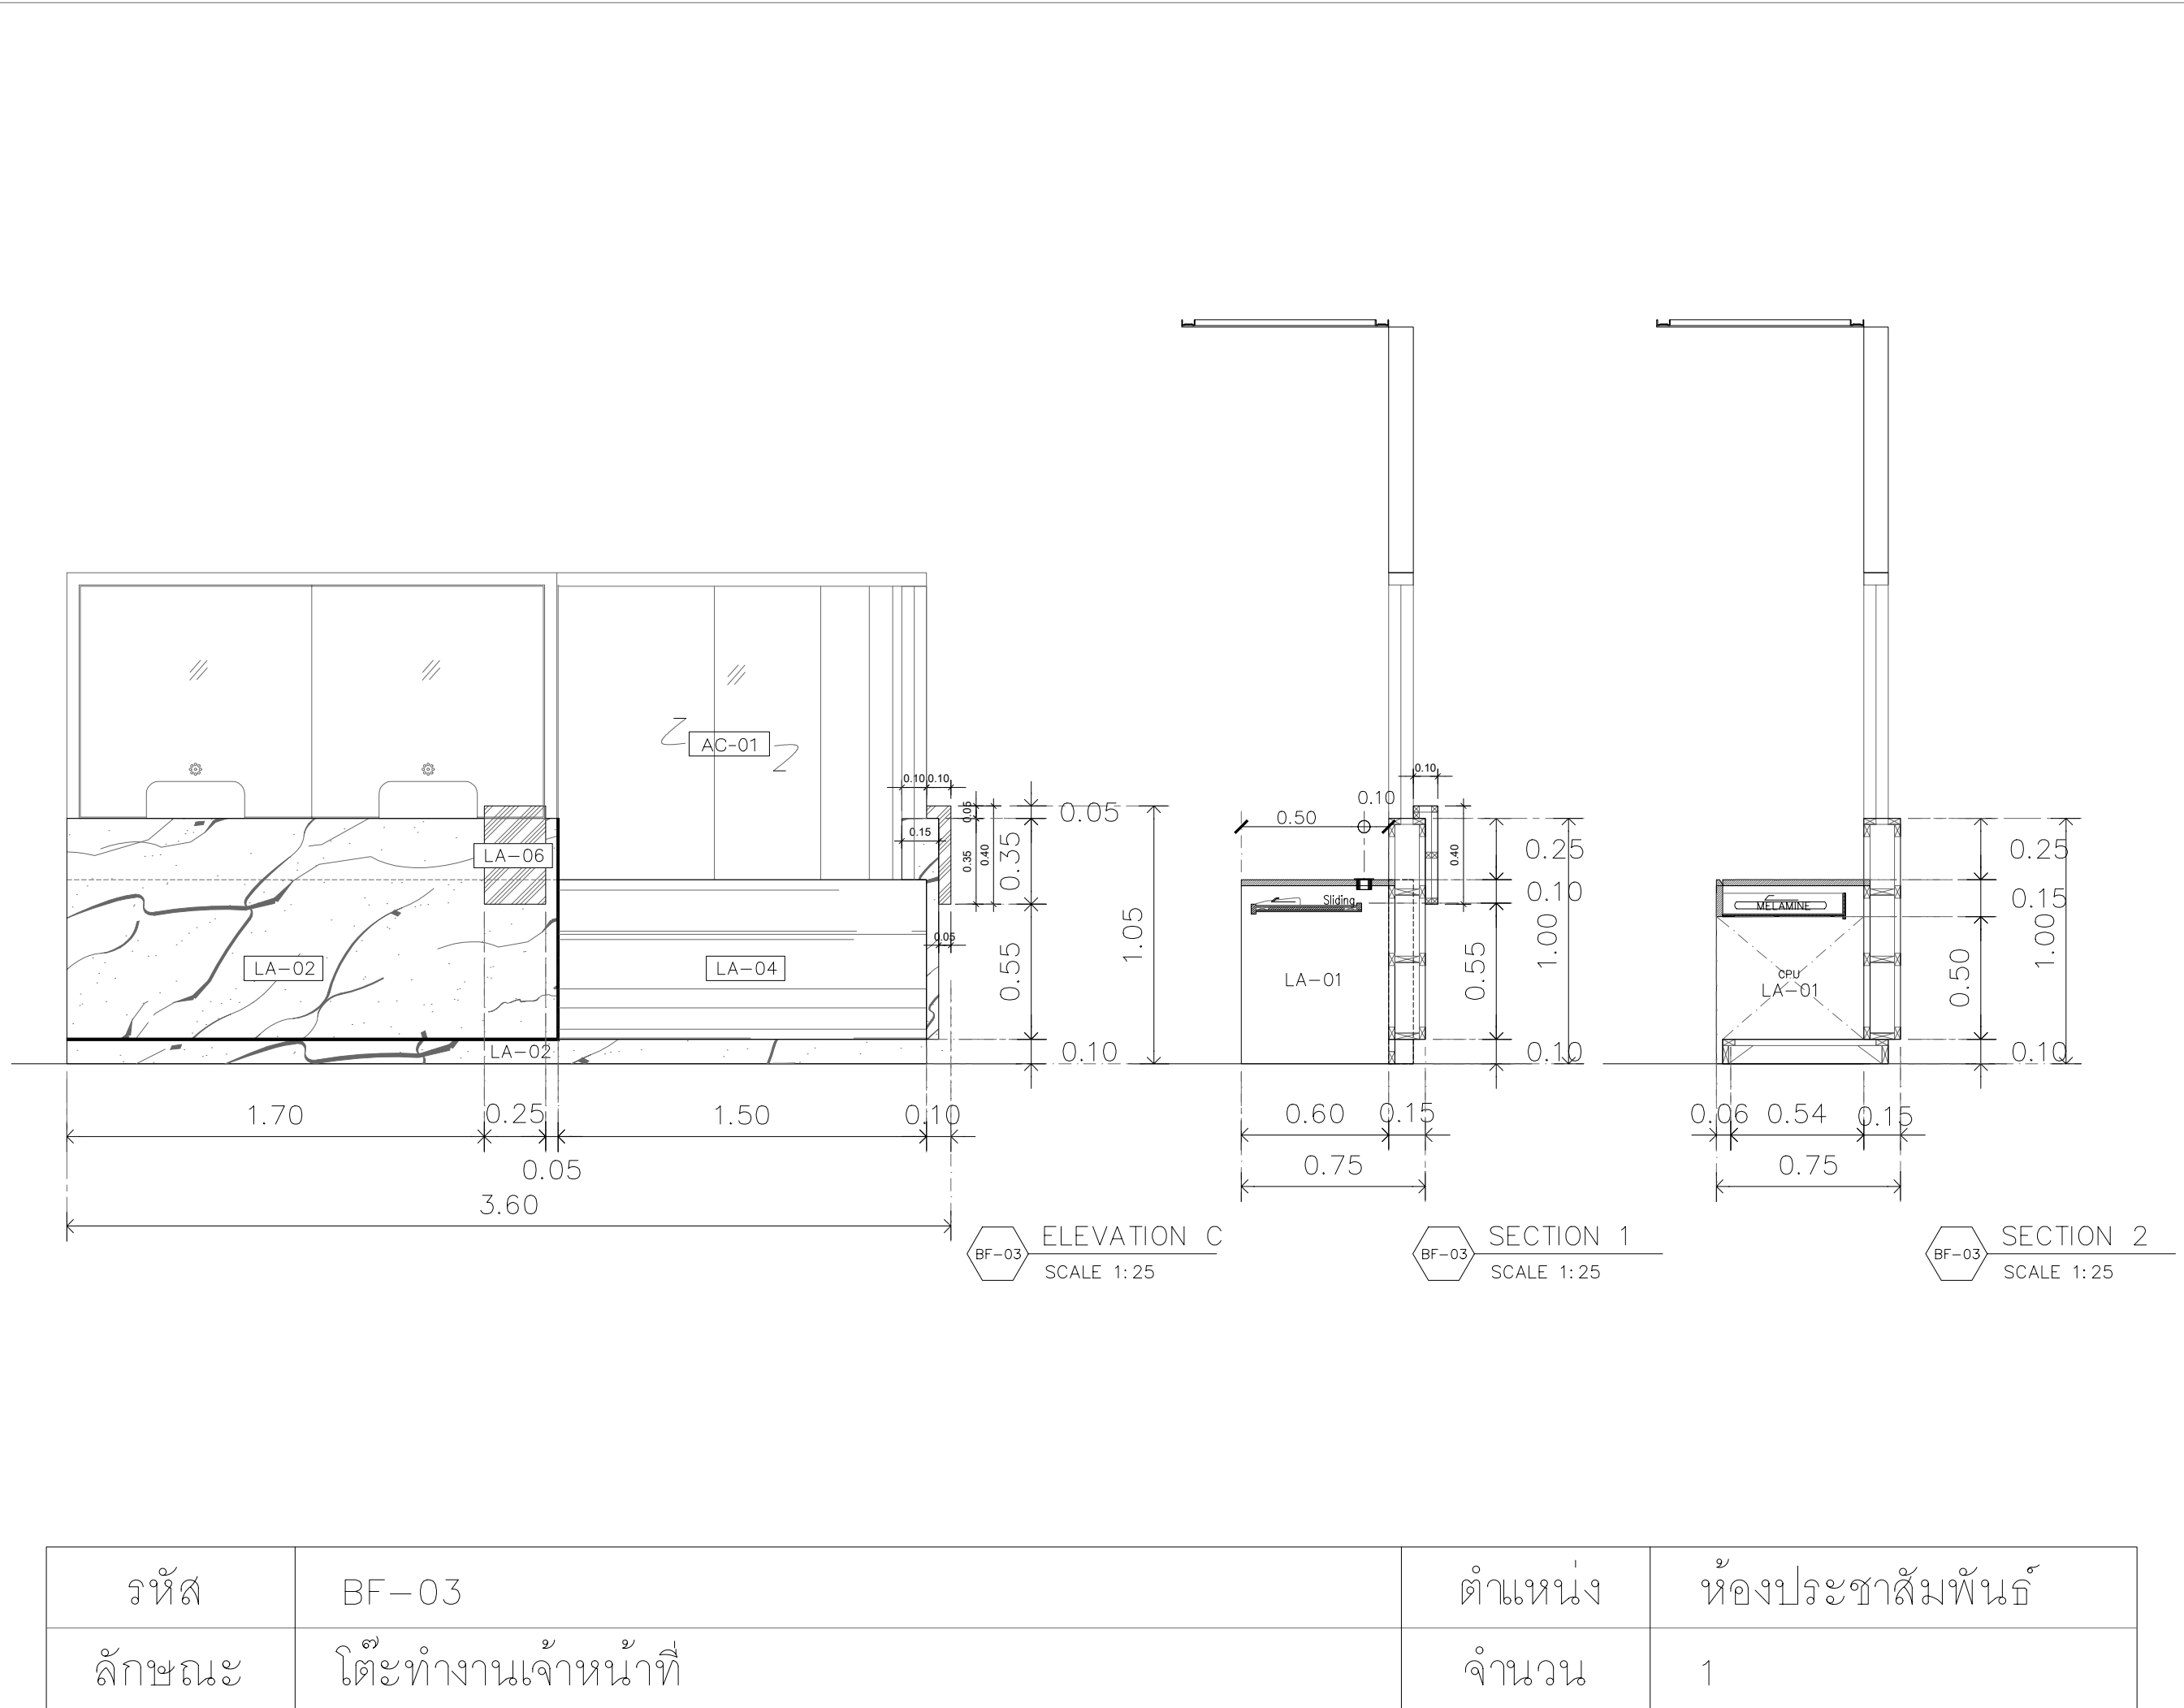 AC-01
0.10 0.10
0.05
0.15
0.35
0.40
LA-06
LA-02
LA-04
0.05
LA-02
0.05
0.35
0.55
0.10
1.05
1.70
0.25
0.05
1.50
0.10
3.60
BF-03
ELEVATION C
SCALE 1:25
0.50
0.10
0.10
0.40
Sliding
LA-01
0.25
0.10
0.55
0.10
1.00
0.60
0.15
0.75
BF-03
SECTION 1
SCALE 1:25
MELAMINE
CPU
LA-01
0.25
0.15
0.50
0.10
1.00
0.06
0.54
0.15
0.75
BF-03
SECTION 2
SCALE 1:25
รหัส BF-03 ตำแหน่ง ห้องประชาสัมพันธ์
ลักษณะ โต๊ะทำงานเจ้าหน้าที่ จำนวน 1